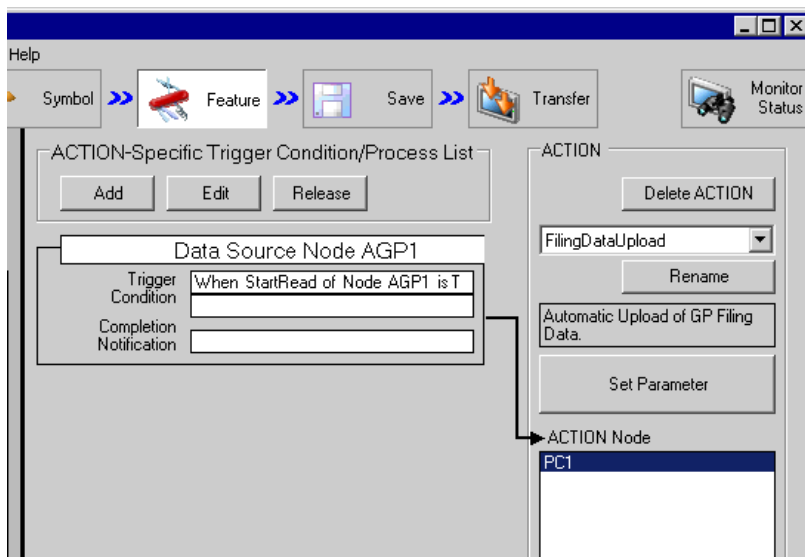 Help
Symbol
Feature
Save
Transfer
Monitor
Status
ACTION-Specific Trigger Condition/Process List
Add
Edit
Release
Data Source Node AGP1
Trigger
Condition
When StartRead of Node AGP1 is T
Completion
Notification
ACTION
Delete ACTION
FilingDataUpload
Rename
Automatic Upload of GP Filing
Data.
Set Parameter
ACTION Node
PC1